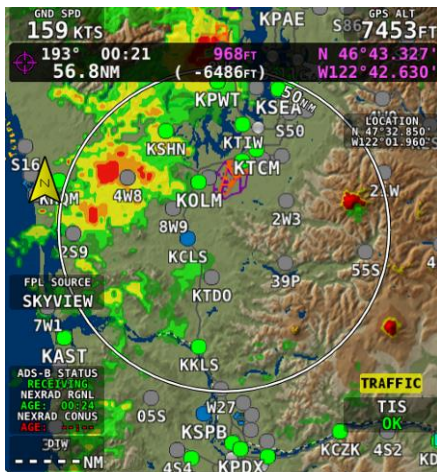 GND SPD
159 KTS
KPAE
S86
GPS ALT
7453FT
193° 00:21
56.8NM
968FT
( -6486FT)
N 46°43.327'
W122°42.630'
KPWT
KSEA
50NM
LOCATION
N 47°32.850'
W122°01.960'
KSHN
KTIW
S50
S16
KTCM
4W8
KOLM
21W
2W3
8W9
2S9
KCLS
39P
55S
FPL SOURCE
SKYVIEW
KTDO
7W1
KAST
KKLS
ADS-B STATUS
RECEIVING
NEXRAD RGNL
AGE: 00:24
NEXRAD CONUS
TRAFFIC
TIS
OK
05S
W27
KSPB
DTW
-----NM
4S4
KPDX
KCZK
4S2